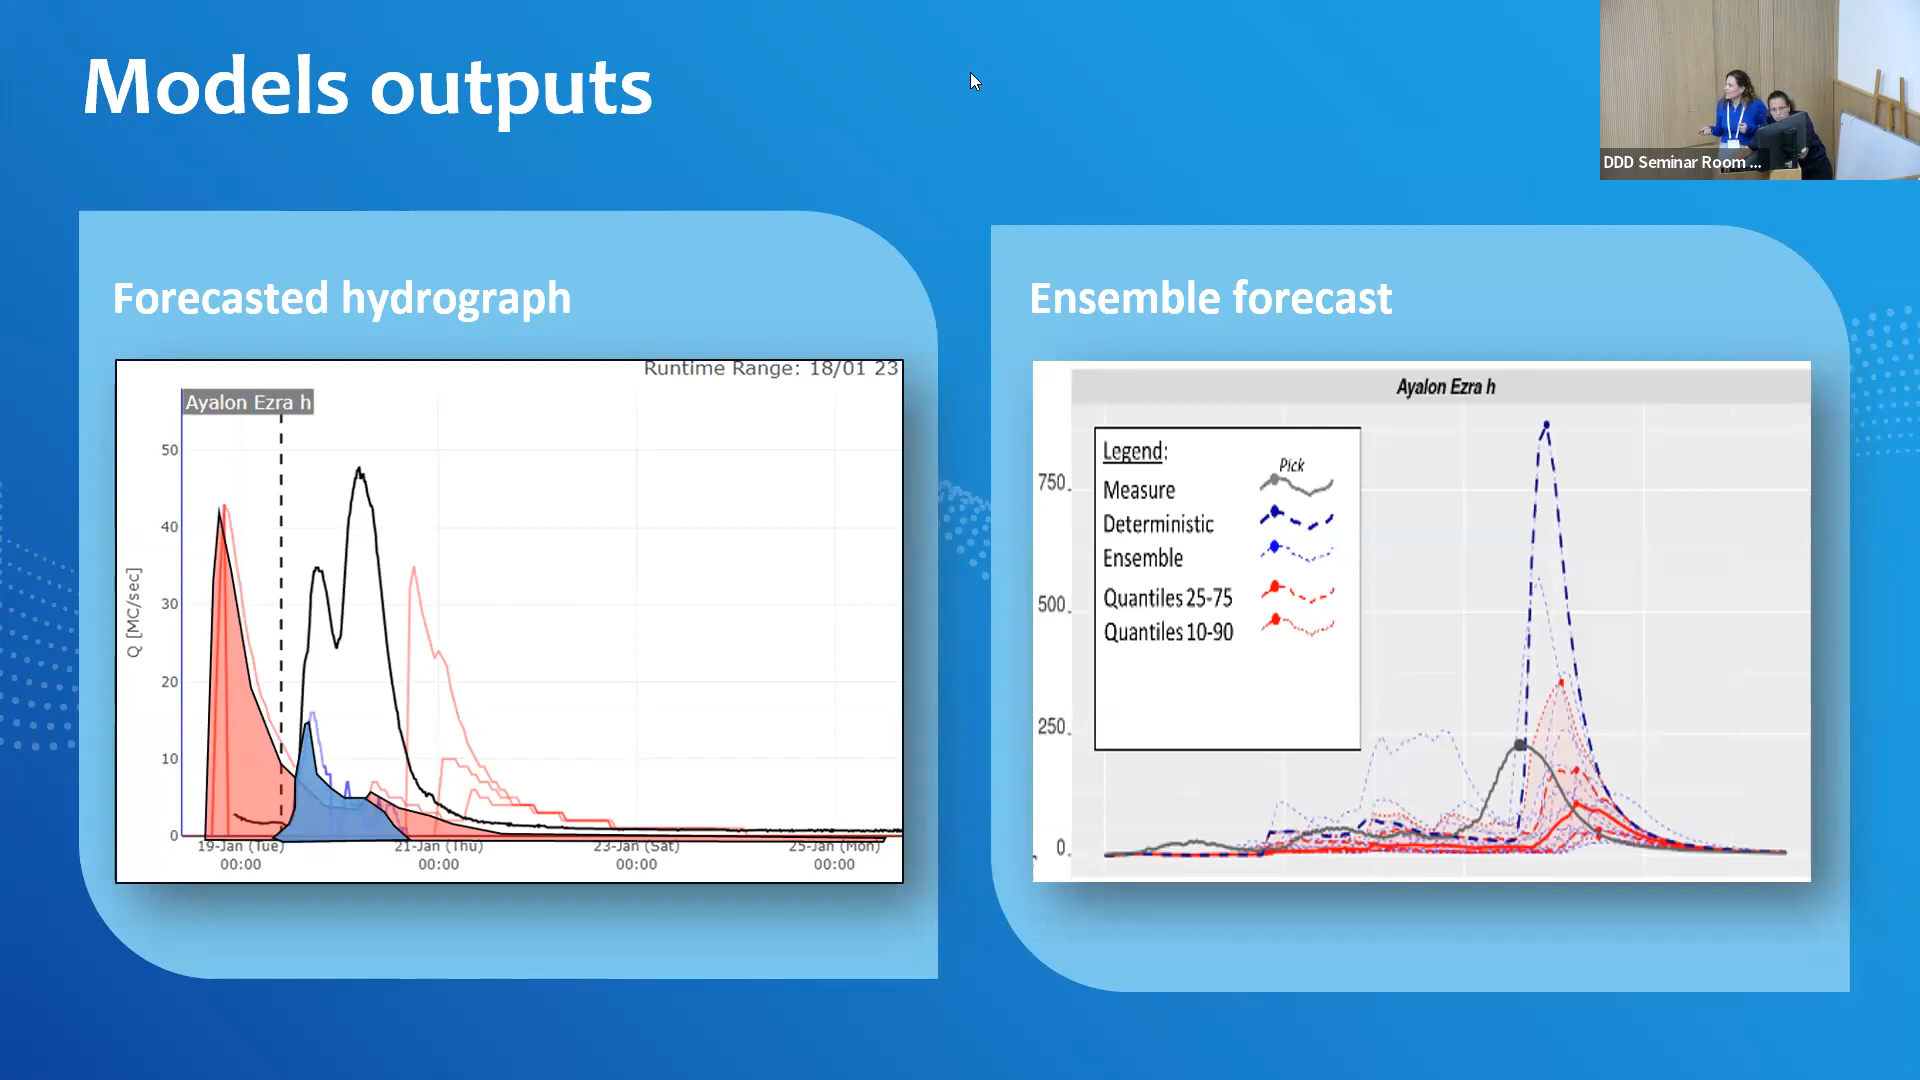 Models outputs
DDD Seminar Room ...
Forecasted hydrograph
Runtime Range: 18/01 23
Ayalon Ezra h
50
40
30
20
10
0
Q [MC/sec]
19-Jan (Tue)
00:00
21-Jan (Thu)
00:00
23-Jan (Sat)
00:00
25-Jan (Mon)
00:00
Ensemble forecast
Ayalon Ezra h
Legend:
Pick
Measure
Deterministic
Ensemble
Quantiles 25-75
Quantiles 10-90
750
500
250
0